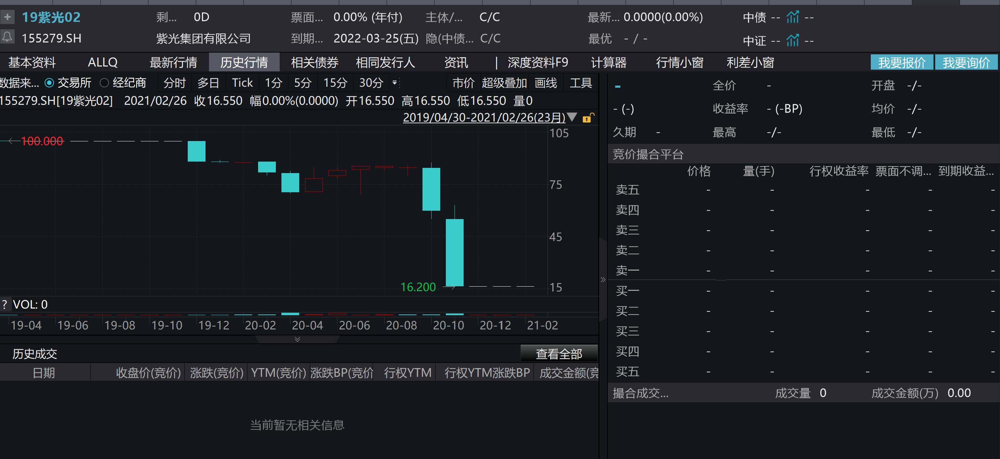 19紫光02 剩... 0D 票面... 0.00% (年付) 主体/... C/C 最新... 0.0000(0.00%) 中债 -- --
155279.SH 紫光集团有限公司 到期... 2022-03-25(五) 隐(中债... C/C 最优 - / - 中证 -- --
基本资料 ALLQ 最新行情 历史行情 相关债券 相同发行人 资讯 | 深度资料F9 计算器 行情小窗 利差小窗 我要报价 我要询价
数据来... 交易所 经纪商 分时 多日 Tick 1分 5分 15分 30分 市价 超级叠加 画线 工具
155279.SH[19紫光02] 2021/02/26 收16.550 幅0.00%(0.0000) 开16.550 高16.550 低16.550 量0
2019/04/30-2021/02/26(23月)
105
100.000
75
45
16.200
15
? VOL: 0
19-04 19-06 19-08 19-10 19-12 20-02 20-04 20-06 20-08 20-10 20-12 21-02
历史成交 查看全部
日期 收盘价(竞价) 涨跌(竞价) YTM(竞价) 涨跌BP(竞价 行权YTM 行权YTM涨跌BP 成交金额(竞
当前暂无相关信息
- 全价 - 开盘 -/-
- (-) 收益率 - (-BP) 均价 -/-
久期 - 最高 -/- 最低 -/-
竞价撮合平台
价格 量(手) 行权收益率 票面不调... 到期收益...
卖五 - - - - -
卖四 - - - - -
卖三 - - - - -
卖二 - - - - -
卖一 - - - - -
买一 - - - - -
买二 - - - - -
买三 - - - - -
买四 - - - - -
买五 - - - - -
撮合成交... 成交量 0 成交金额(万) 0.00